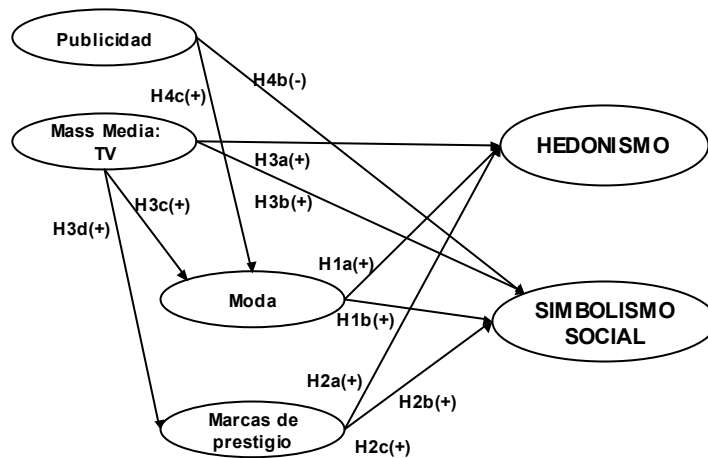 Publicidad
H4b(-)
H4c(+)
Mass Media:
TV
HEDONISMO
H3a(+)
H3c(+)
H3b(+)
H3d(+)
H1a(+)
Moda
H1b(+)
SIMBOLISMO
SOCIAL
H2a(+)
H2b(+)
Marcas de
prestigio
H2c(+)